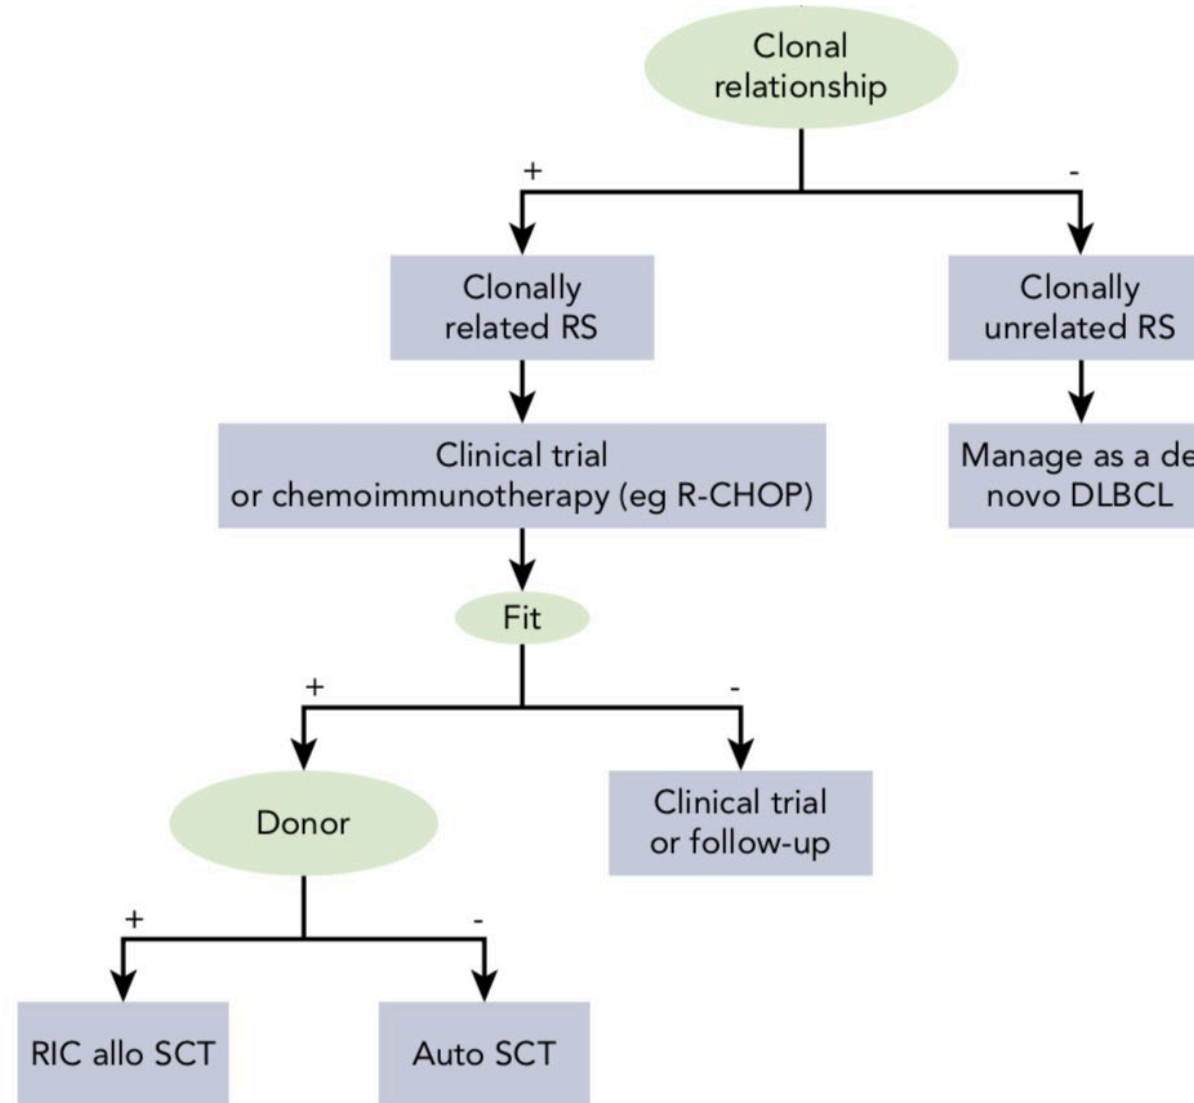 Clonal
relationship
+
-
Clonally
related RS
Clonally
unrelated RS
Clinical trial
or chemoimmunotherapy (eg R-CHOP)
Manage as a de
novo DLBCL
Fit
+
-
Donor
Clinical trial
or follow-up
+
-
RIC allo SCT
Auto SCT